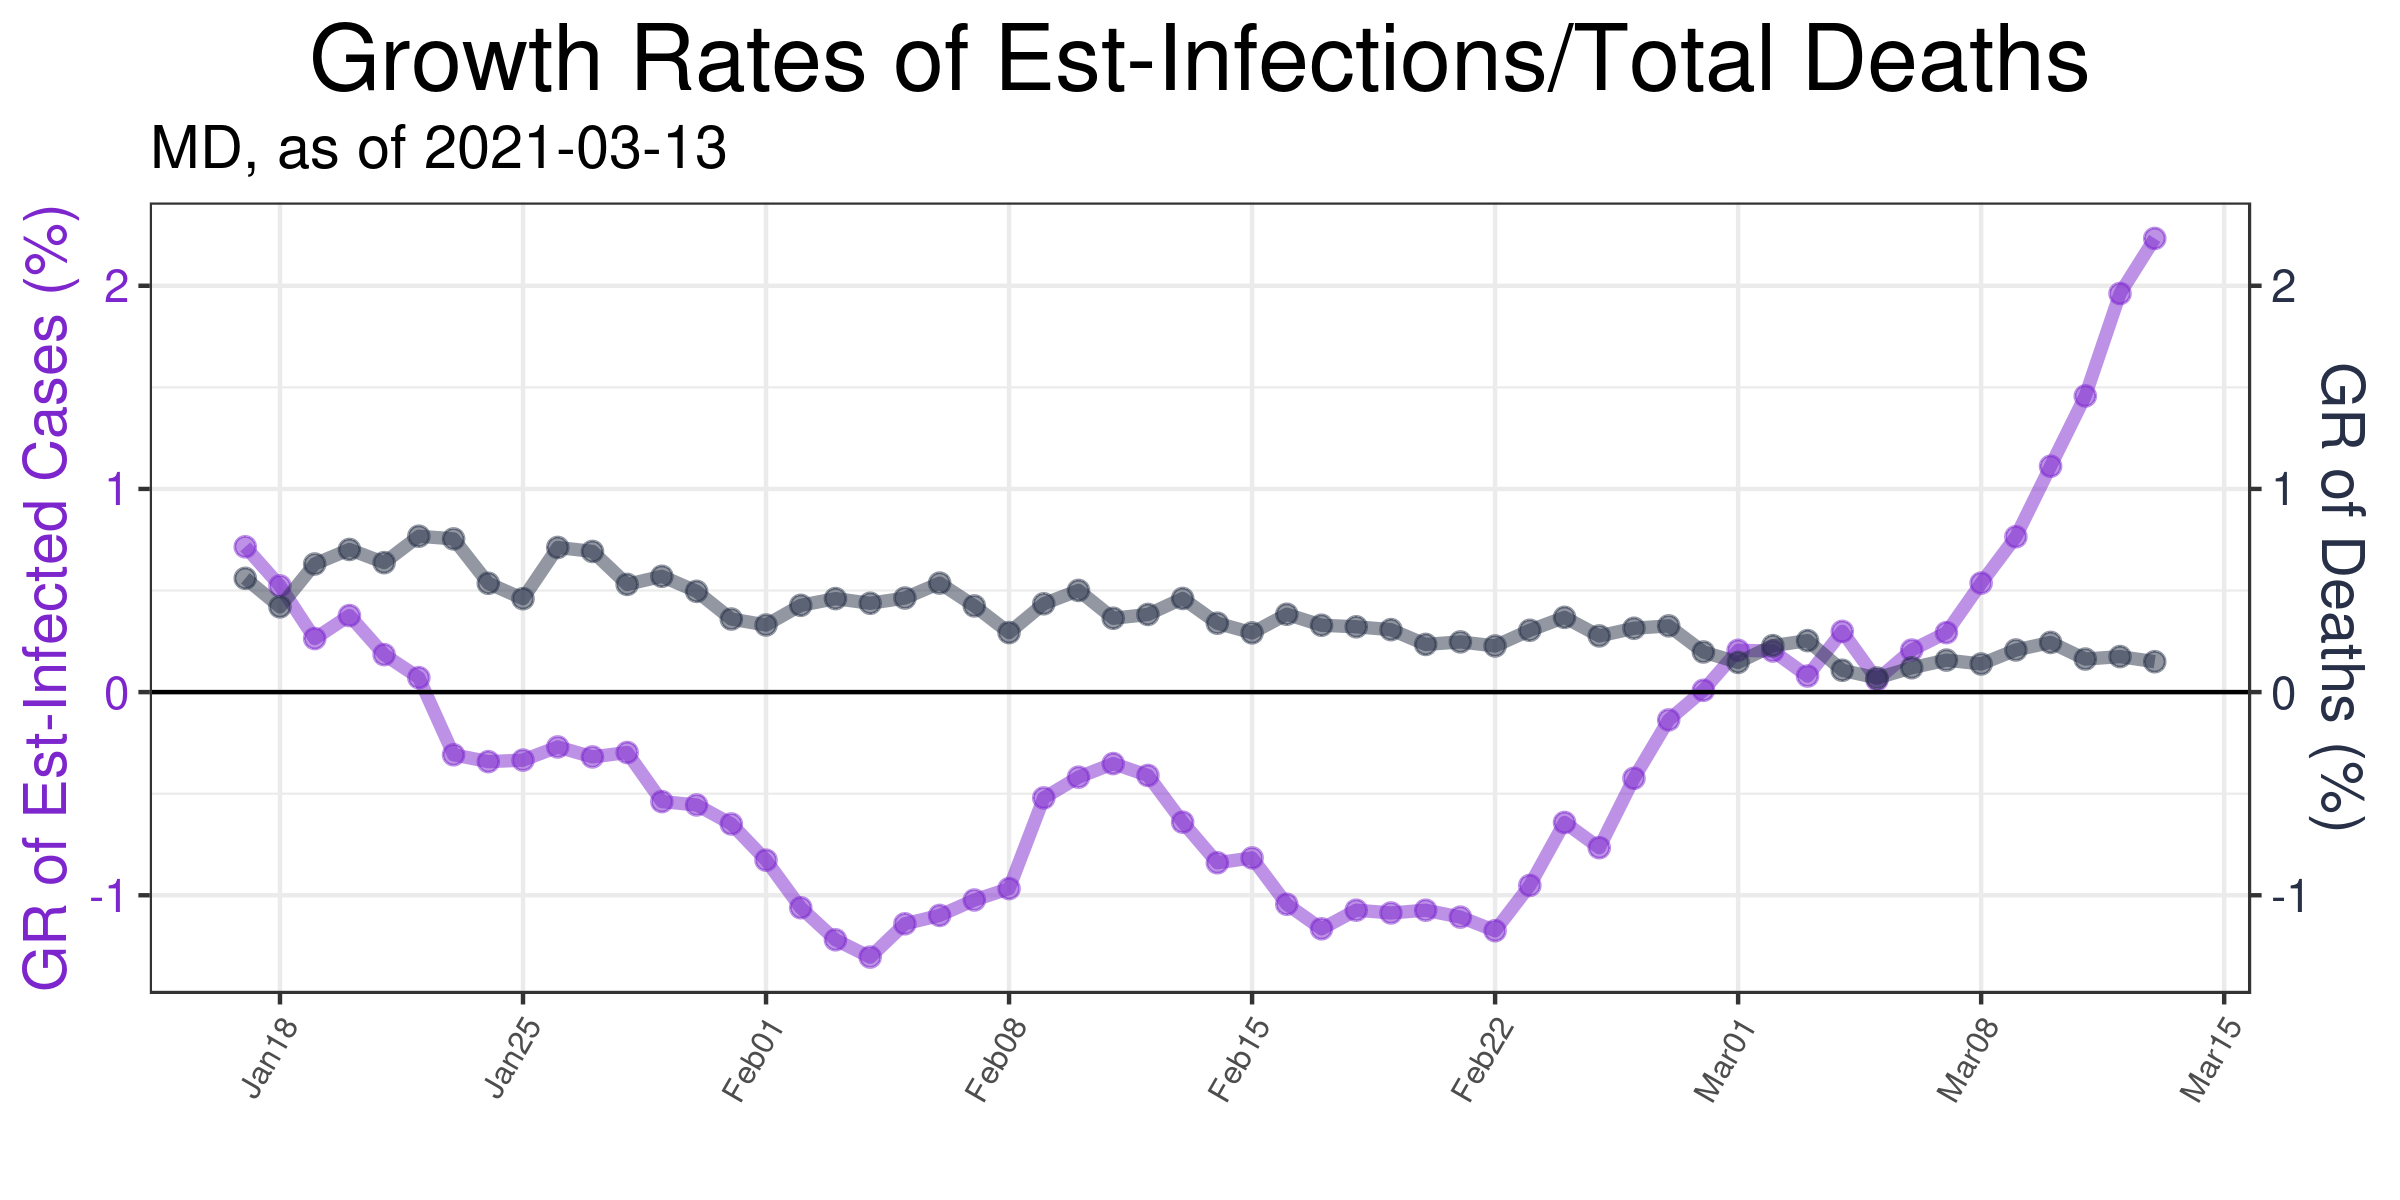 Growth Rates of Est-Infections/Total Deaths
MD, as of 2021-03-13
GR of Est-Infected Cases (%)
2
1
0
-1
2
1
0
-1
GR of Deaths (%)
Jan18
Jan25
Feb01
Feb08
Feb15
Feb22
Mar01
Mar08
Mar15